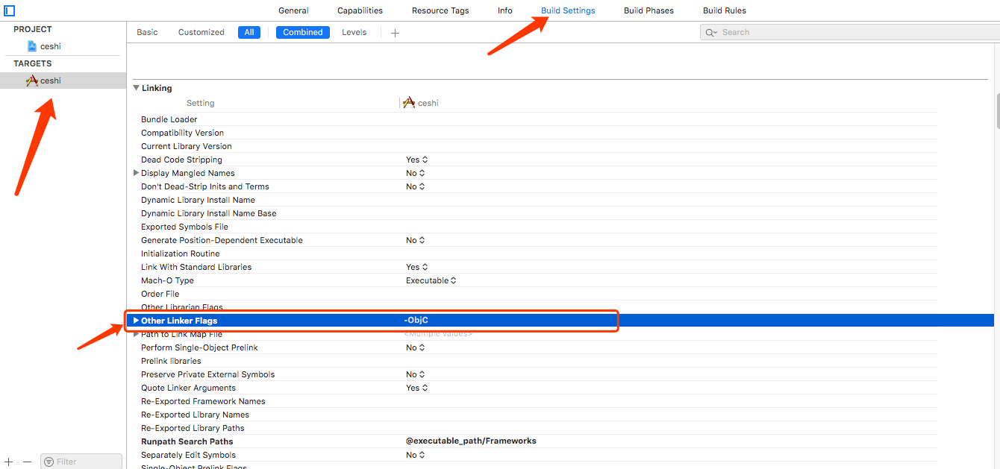 General Capabilities Resource Tags Info Build Settings Build Phases Build Rules
PROJECT
ceshi
TARGETS
ceshi
Basic Customized All Combined Levels + Search
Linking
Setting ceshi
Bundle Loader
Compatibility Version
Current Library Version
Dead Code Stripping Yes
Display Mangled Names No
Don't Dead-Strip Inits and Terms No
Dynamic Library Install Name
Dynamic Library Install Name Base
Exported Symbols File
Generate Position-Dependent Executable No
Initialization Routine
Link With Standard Libraries Yes
Mach-O Type Executable
Order File
Other Librarian Flags
Other Linker Flags -ObjC
Path to Link Map File <Multiple values>
Perform Single-Object Prelink No
Prelink libraries
Preserve Private External Symbols No
Quote Linker Arguments Yes
Re-Exported Framework Names
Re-Exported Library Names
Re-Exported Library Paths
Runpath Search Paths @executable_path/Frameworks
Separately Edit Symbols No
Single-Object Prelink Flags
+ − Filter